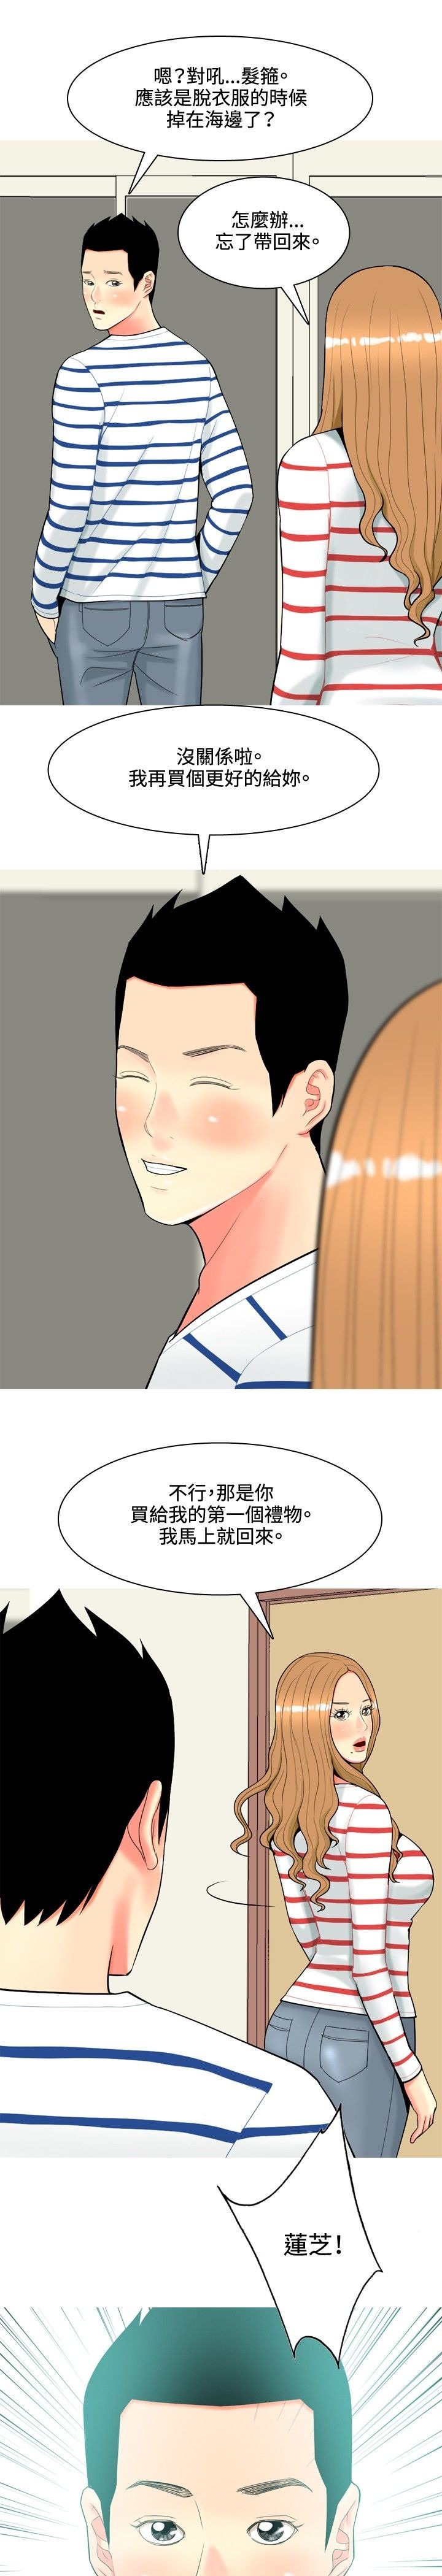 嗯？對吼…髮箍。
應該是脫衣服的時候
掉在海邊了？
怎麼辦…
忘了帶回來。
沒關係啦。
我再買個更好的給妳。
不行，那是你
買給我的第一個禮物。
我馬上就回來。
蓮芝！